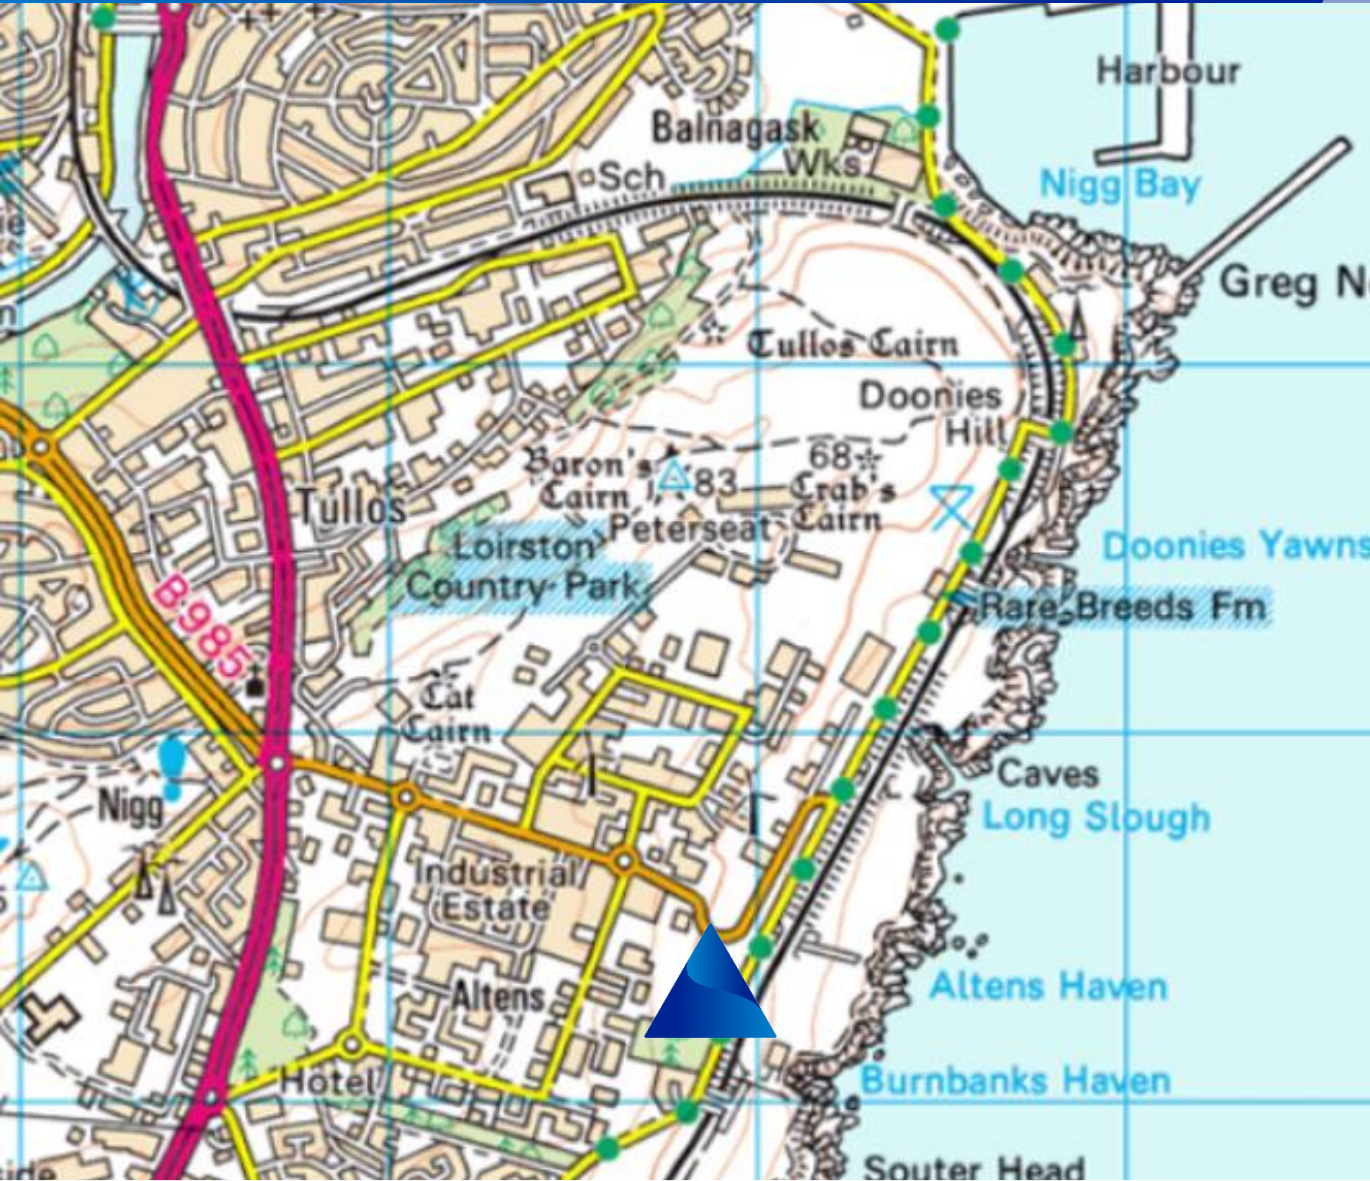 Harbour
Balnagask
Wks
Sch
Nigg Bay
Greg N
Tullos Cairn
Doonies
Hill
Baron's
Cairn
83
68
Crab's
Cairn
Tullos
Peterseat
Loirston
Country Park
Doonies Yawns
Rare Breeds Fm
B985
Cat
Cairn
Caves
Long Slough
Nigg
Industrial
Estate
Altens
Altens Haven
Hotel
Burnbanks Haven
Souter Head
side